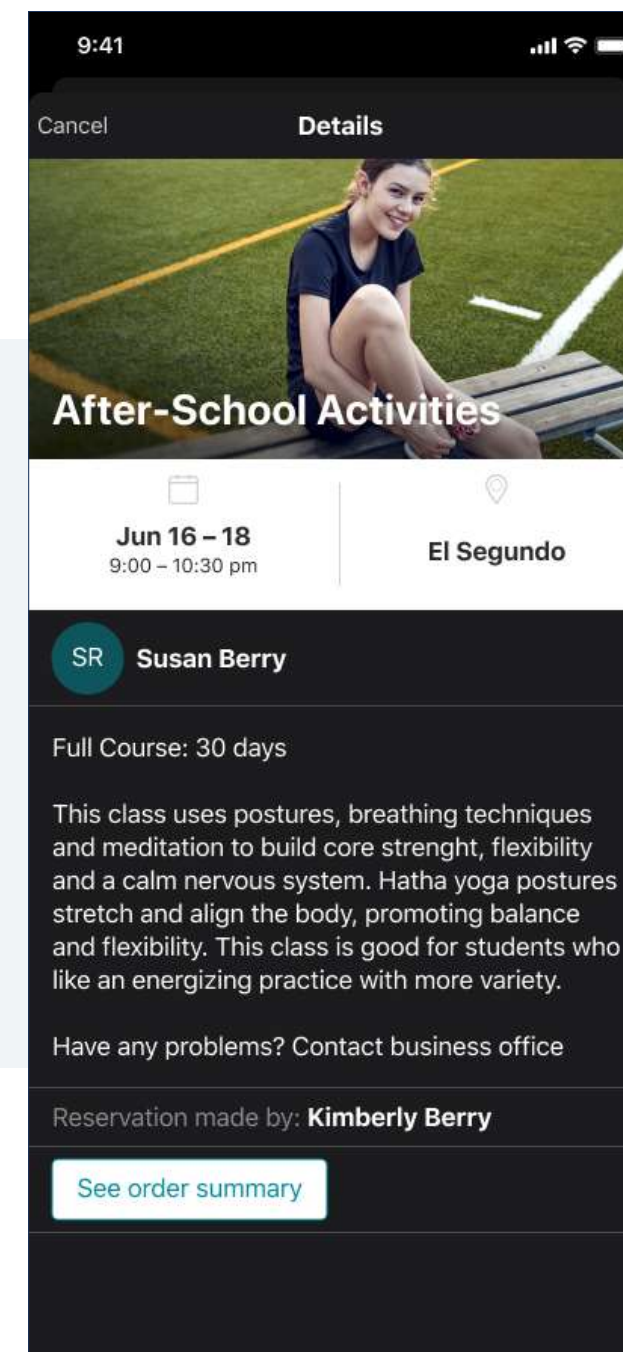 9:41
Cancel
Details
After-School Activities
Jun 16 – 18
9:00 – 10:30 pm
El Segundo
SR
Susan Berry
Full Course: 30 days
This class uses postures, breathing techniques
and meditation to build core strenght, flexibility
and a calm nervous system. Hatha yoga postures
stretch and align the body, promoting balance
and flexibility. This class is good for students who
like an energizing practice with more variety.
Have any problems? Contact business office
Reservation made by: Kimberly Berry
See order summary